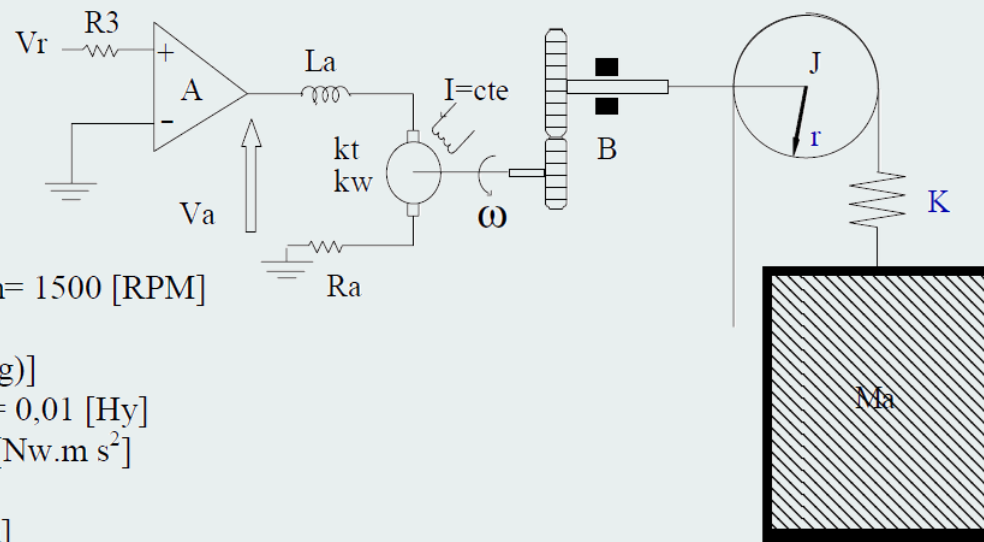 R3
Vr
+
A
-
La
I=cte
J
r
kt
kw
B
Va
ω
K
Ra
= 1500 [RPM]
g)]
= 0,01 [Hy]
[Nw.m s²]
Ma
]